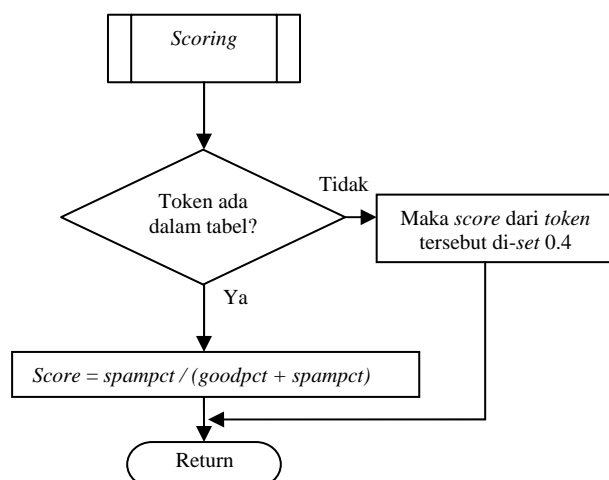 Scoring
Token ada
dalam tabel?
Tidak
Maka score dari token
tersebut di-set 0.4
Ya
Score = spampct / (goodpct + spampct)
Return